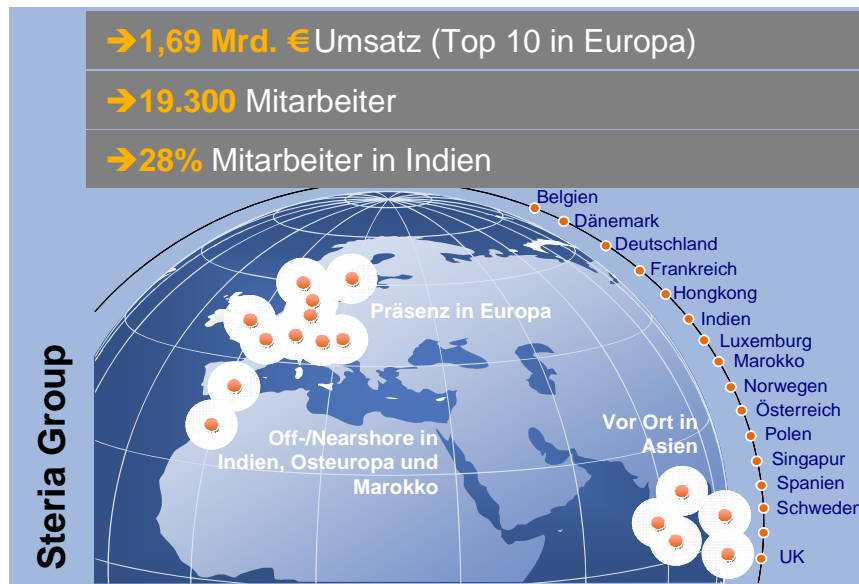 ➔1,69 Mrd. € Umsatz (Top 10 in Europa)
➔19.300 Mitarbeiter
➔28% Mitarbeiter in Indien
Steria Group
Belgien
Dänemark
Deutschland
Frankreich
Hongkong
Indien
Luxemburg
Marokko
Norwegen
Österreich
Polen
Singapur
Spanien
Schweden
UK
Präsenz in Europa
Off-/Nearshore in
Indien, Osteuropa und
Marokko
Vor Ort in
Asien